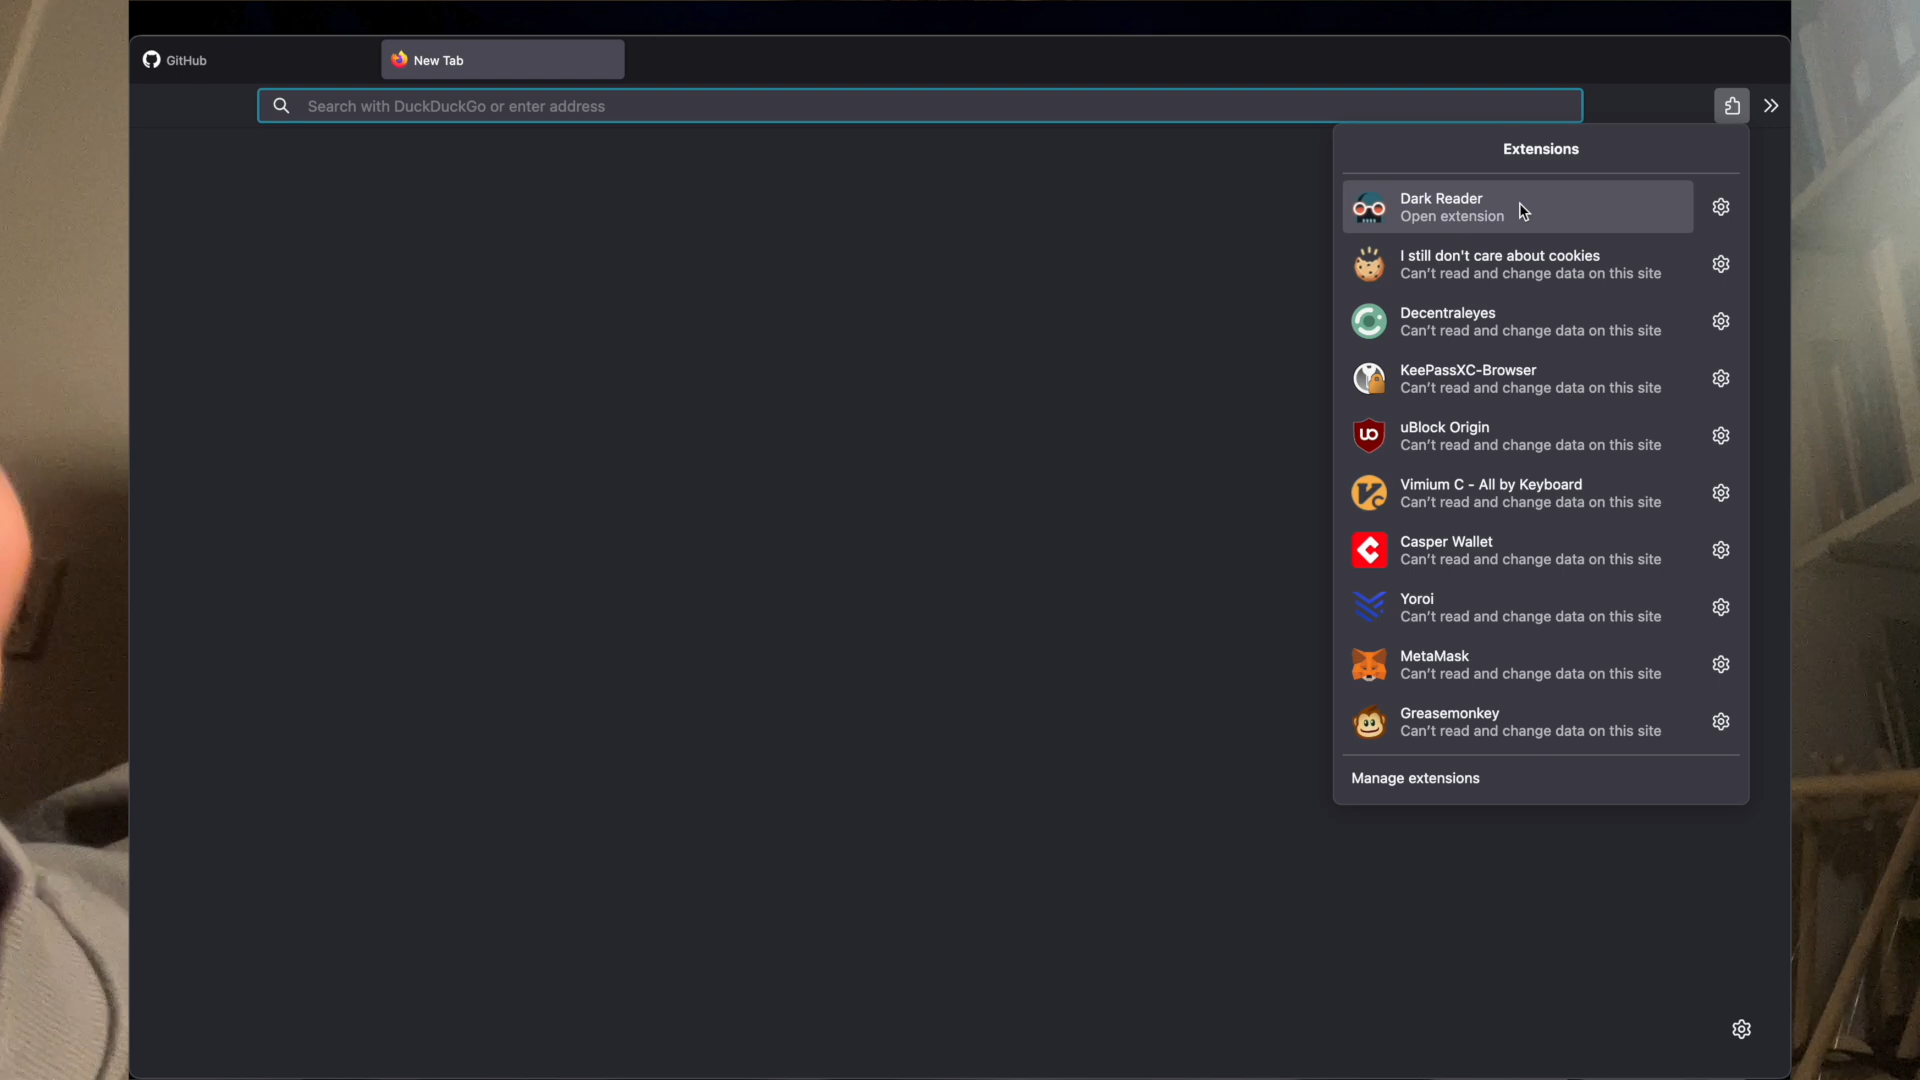 GitHub
New Tab
Search with DuckDuckGo or enter address
Extensions
Dark Reader
Open extension
I still don't care about cookies
Can’t read and change data on this site
Decentraleyes
Can’t read and change data on this site
KeePassXC-Browser
Can’t read and change data on this site
uBlock Origin
Can’t read and change data on this site
Vimium C - All by Keyboard
Can’t read and change data on this site
Casper Wallet
Can’t read and change data on this site
Yoroi
Can’t read and change data on this site
MetaMask
Can’t read and change data on this site
Greasemonkey
Can’t read and change data on this site
Manage extensions